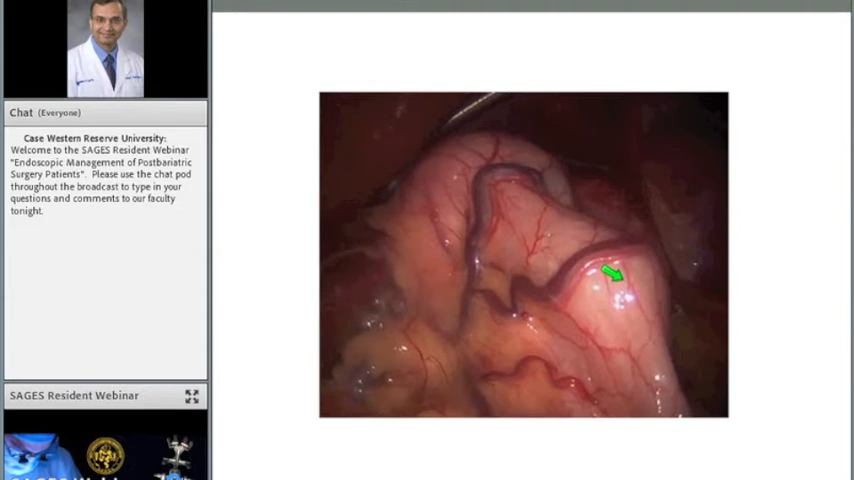 Chat (Everyone)
Case Western Reserve University:
Welcome to the SAGES Resident Webinar
"Endoscopic Management of Postbariatric
Surgery Patients". Please use the chat pod
throughout the broadcast to type in your
questions and comments to our faculty
tonight.
SAGES Resident Webinar
SAGES Web